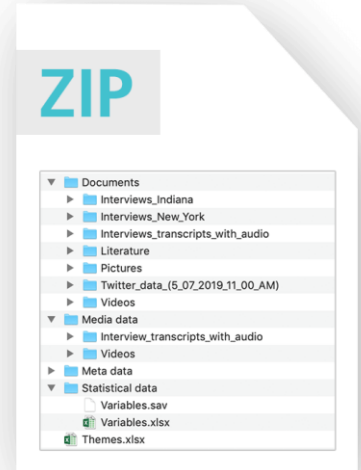 ZIP
Documents
Interviews_Indiana
Interviews_New_York
Interviews_transcripts_with_audio
Literature
Pictures
Twitter_data_(5_07_2019_11_00_AM)
Videos
Media data
Interview_transcripts_with_audio
Videos
Meta data
Statistical data
Variables.sav
Variables.xlsx
Themes.xlsx